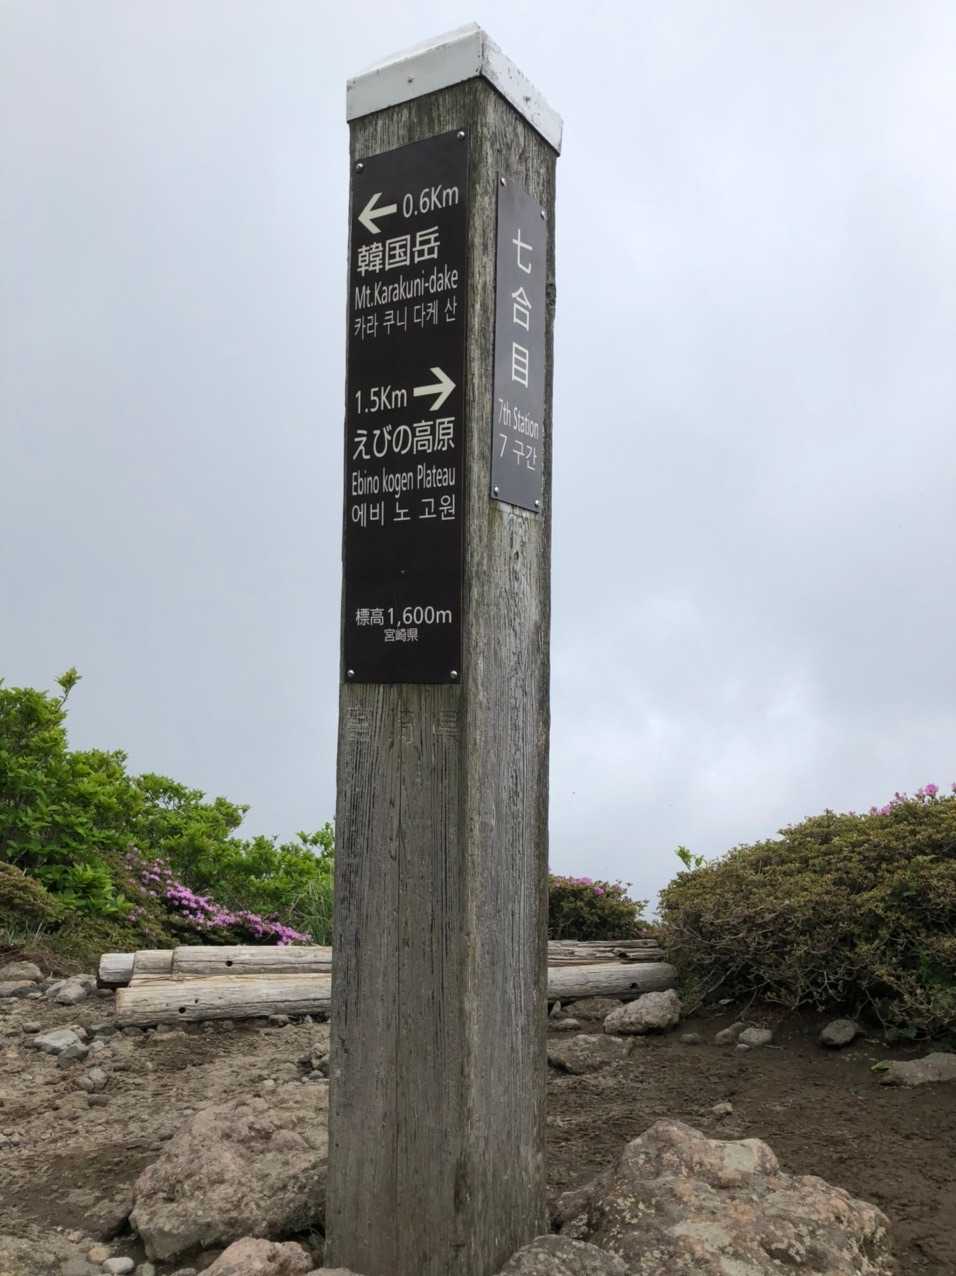 ← 0.6Km
韓国岳
Mt.Karakuni-dake
카라 쿠니 다케 산
1.5Km →
えびの高原
Ebino kogen Plateau
에비 노 고원
標高1,600m
宮崎県
七合目
7th Station
7 구간